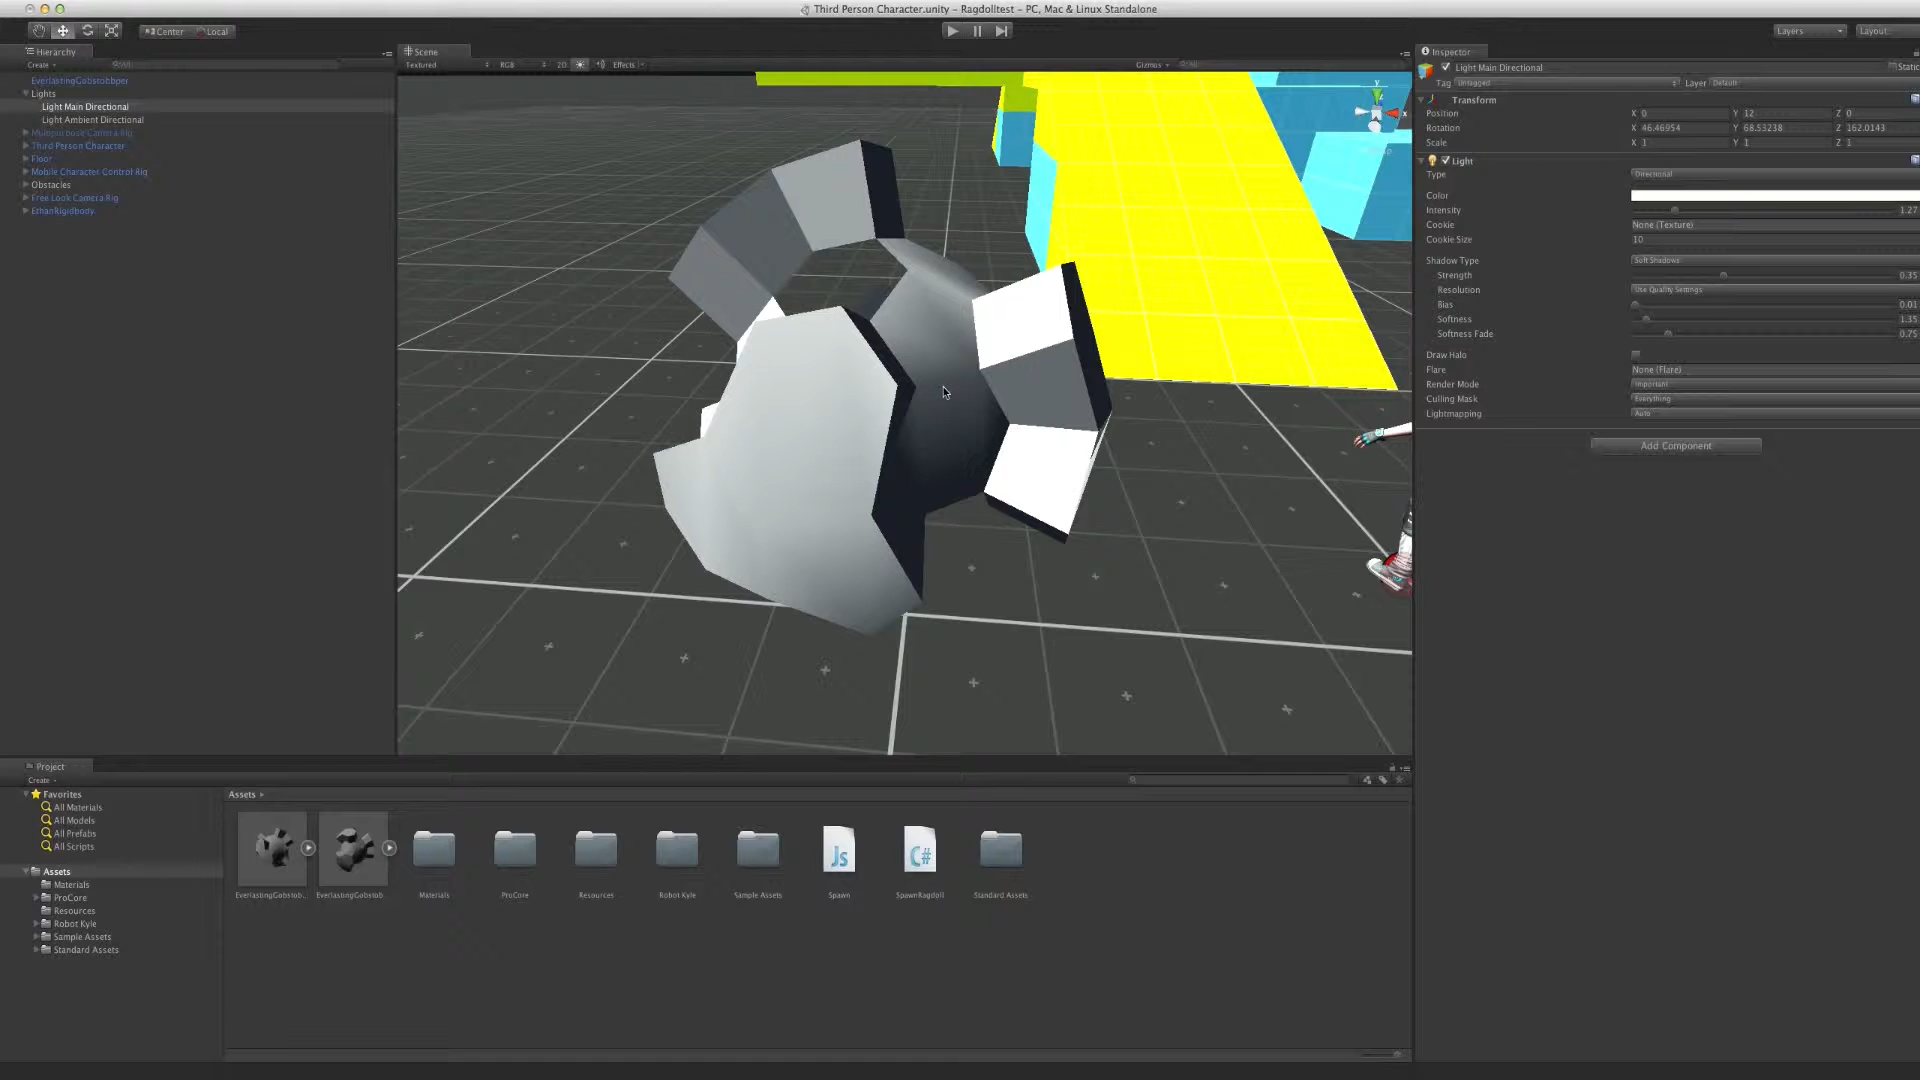 Third Person Character.unity - Ragdolltest - PC, Mac & Linux Standalone
Center
Local
Layers
Layout
Hierarchy
Create
All
EverlastingGobstobbper
Lights
Light Main Directional
Light Ambient Directional
Multipurpose Camera Rig
Third Person Character
Floor
Mobile Character Control Rig
Obstacles
Free Look Camera Rig
EthanRigidbody
Scene
Textured
RGB
2D
Effects
Gizmos
All
Y
X
Inspector
Light Main Directional
Static
Tag
Untagged
Layer
Default
Transform
Position
X 0
Y 12
Z 0
Rotation
X 46.46954
Y 68.53238
Z 162.0143
Scale
X 1
Y 1
Z 1
Light
Type
Directional
Color
Intensity
1.27
Cookie
None (Texture)
Cookie Size
10
Shadow Type
Soft Shadows
Strength
0.35
Resolution
Use Quality Settings
Bias
0.01
Softness
1.35
Softness Fade
0.75
Draw Halo
Flare
None (Flare)
Render Mode
Important
Culling Mask
Everything
Lightmapping
Auto
Add Component
Project
Create
Favorites
All Materials
All Models
All Prefabs
All Scripts
Assets
Materials
ProCore
Resources
Robot Kyle
Sample Assets
Standard Assets
Assets
EverlastingGobstob..
EverlastingGobstob
Materials
ProCore
Resources
Robot Kyle
Sample Assets
Js
Spawn
C#
SpawnRagdoll
Standard Assets